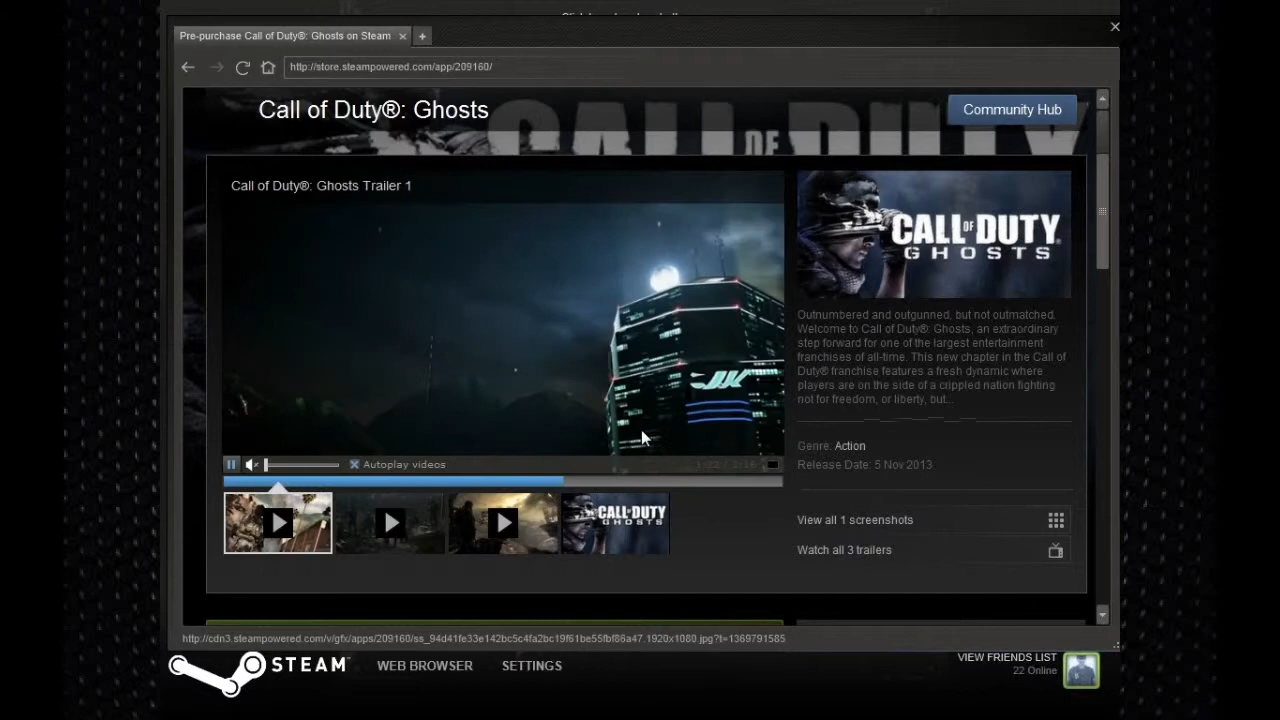 Pre-purchase Call of Duty®: Ghosts on Steam
http://store.steampowered.com/app/209160/
CALL OF DUTY
Call of Duty®: Ghosts
Community Hub
Call of Duty®: Ghosts Trailer 1
CALL OF DUTY
GHOSTS
Outnumbered and outgunned, but not outmatched.
Welcome to Call of Duty®: Ghosts, an extraordinary
step forward for one of the largest entertainment
franchises of all-time. This new chapter in the Call of
Duty® franchise features a fresh dynamic where
players are on the side of a crippled nation fighting
not for freedom, or liberty, but...
Genre: Action
Release Date: 5 Nov 2013
Autoplay videos
CALL OF DUTY
GHOSTS
View all 1 screenshots
Watch all 3 trailers
http://cdn3.steampowered.com/v/gfx/apps/209160/ss_94d41fe33e142bc5c4fa2bc19f61be55fbf86a47.1920x1080.jpg?t=1369791585
STEAM
WEB BROWSER
SETTINGS
VIEW FRIENDS LIST
22 Online